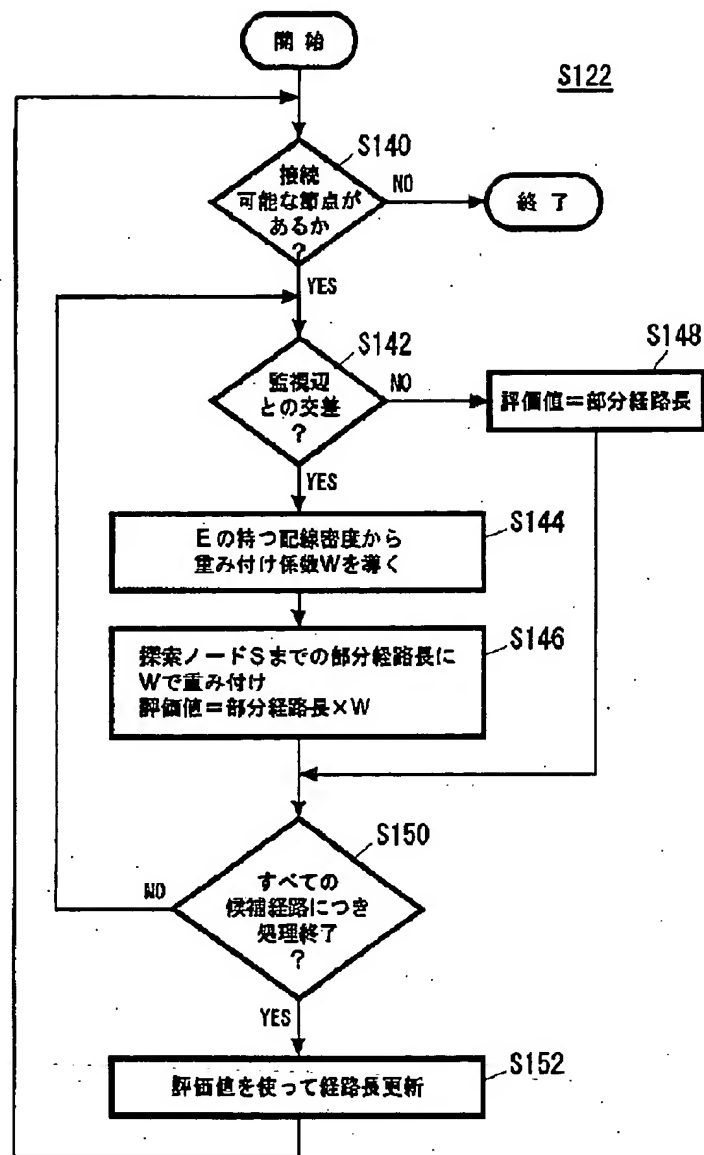 開始
S122
S140
接続
可能な節点が
あるか
?
NO
終了
YES
S142
監視辺
との交差
?
NO
S148
評価値=部分経路長
YES
S144
Eの持つ配線密度から
重み付け係数Wを導く
S146
探索ノードSまでの部分経路長に
Wで重み付け
評価値=部分経路長×W
S150
すべての
候補経路につき
処理終了
?
NO
YES
S152
評価値を使って経路長更新